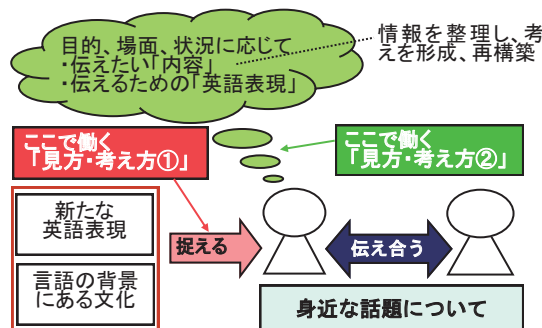 目的、場面、状況に応じて
・伝えたい「内容」
・伝えるための「英語表現」
情報を整理し、考
えを形成、再構築
ここで働く
「見方・考え方①」
ここで働く
「見方・考え方②」
新たな
英語表現
言語の背景
にある文化
捉える
伝え合う
身近な話題について